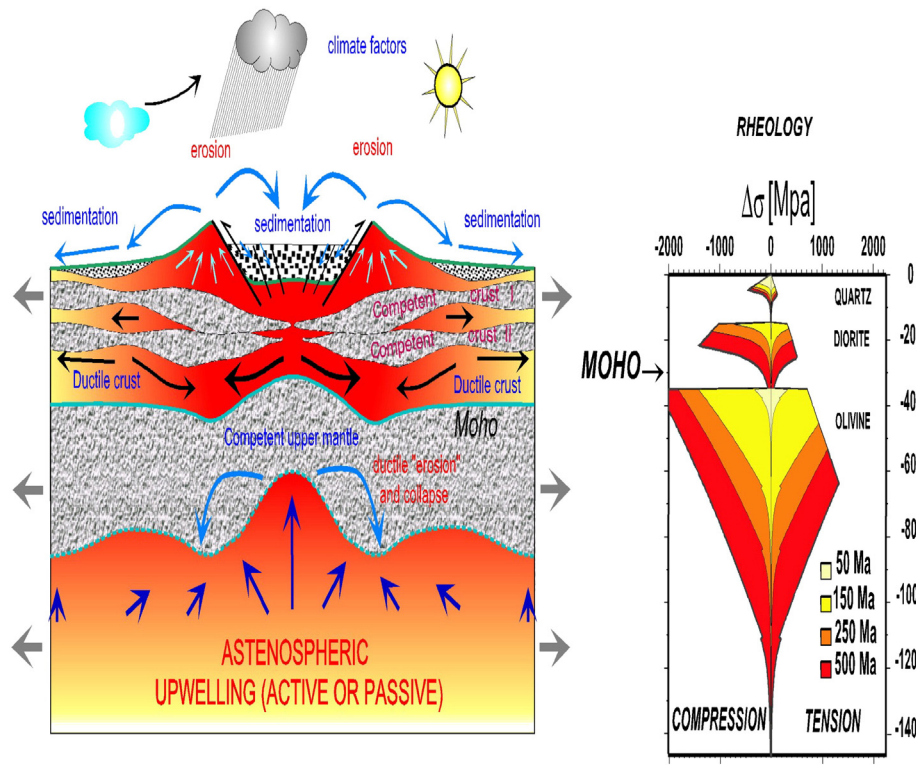 climate factors
erosion
erosion
sedimentation
sedimentation
sedimentation
Competent crust I
Competent crust II
Ductile crust
Ductile crust
Moho
Competent upper mantle
ductile "erosion"
and collapse
ASTENOSPHERIC
UPWELLING (ACTIVE OR PASSIVE)
RHEOLOGY
Δσ [Mpa]
-2000 -1000 0 1000 2200
0
QUARTZ
-20
DIORITE
MOHO
-40
OLIVINE
-60
-80
50 Ma
150 Ma
-100
250 Ma
500 Ma
-120
COMPRESSION TENSION
-140